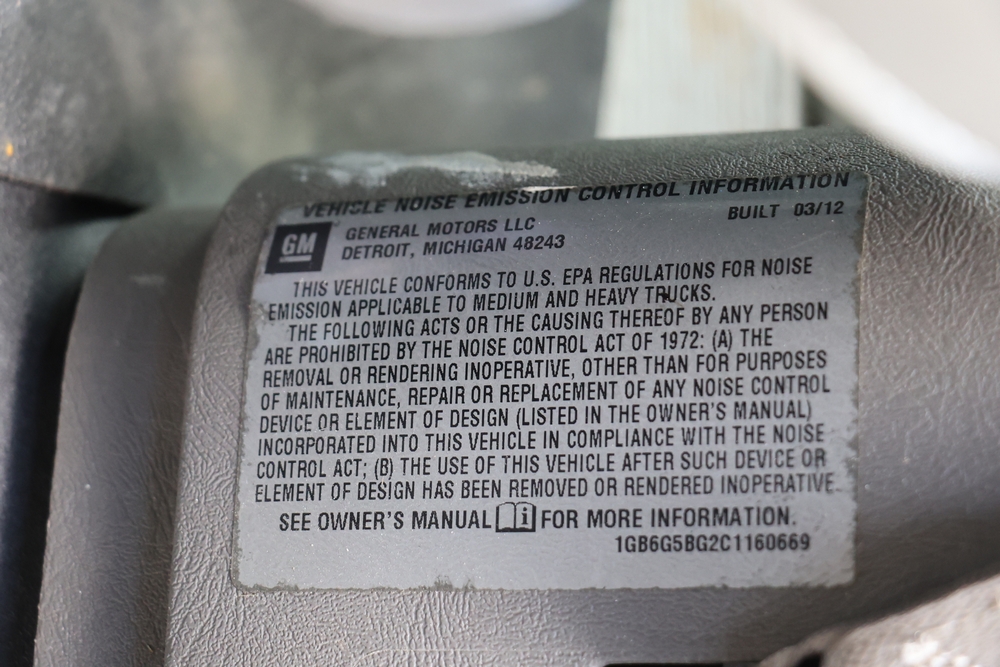 VEHICLE NOISE EMISSION CONTROL INFORMATION
BUILT 03/12
GM
GENERAL MOTORS LLC
DETROIT, MICHIGAN 48243
THIS VEHICLE CONFORMS TO U.S. EPA REGULATIONS FOR NOISE
EMISSION APPLICABLE TO MEDIUM AND HEAVY TRUCKS.
THE FOLLOWING ACTS OR THE CAUSING THEREOF BY ANY PERSON
ARE PROHIBITED BY THE NOISE CONTROL ACT OF 1972: (A) THE
REMOVAL OR RENDERING INOPERATIVE, OTHER THAN FOR PURPOSES
OF MAINTENANCE, REPAIR OR REPLACEMENT OF ANY NOISE CONTROL
DEVICE OR ELEMENT OF DESIGN (LISTED IN THE OWNER'S MANUAL)
INCORPORATED INTO THIS VEHICLE IN COMPLIANCE WITH THE NOISE
CONTROL ACT; (B) THE USE OF THIS VEHICLE AFTER SUCH DEVICE OR
ELEMENT OF DESIGN HAS BEEN REMOVED OR RENDERED INOPERATIVE.
SEE OWNER'S MANUAL i FOR MORE INFORMATION.
1GB6G5BG2C1160669